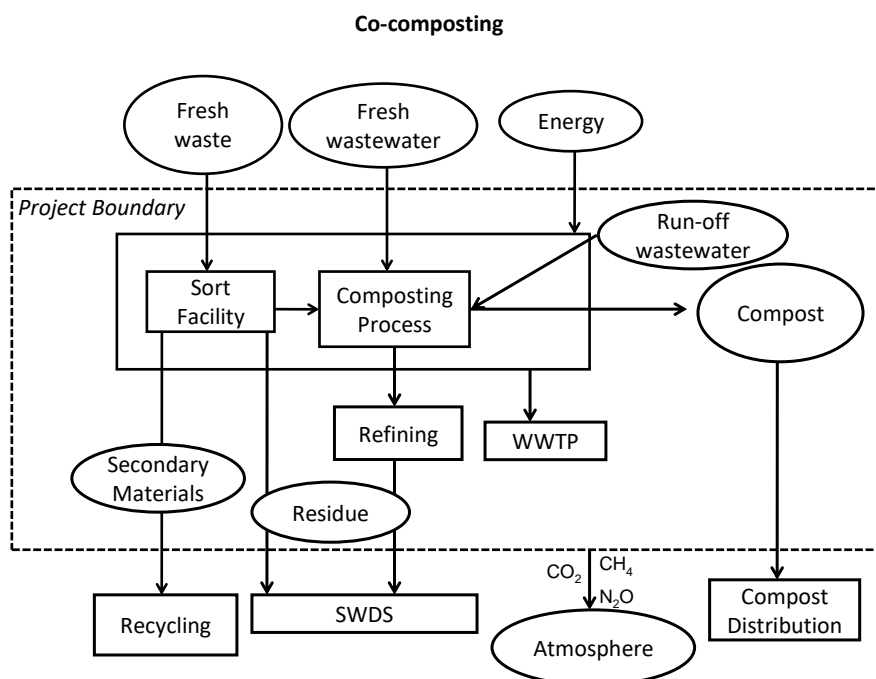 Co-composting
Fresh
waste
Fresh
wastewater
Energy
Project Boundary
Run-off
wastewater
Sort
Facility
Composting
Process
Compost
Refining
WWTP
Secondary
Materials
Residue
CO₂
CH₄
N₂O
Recycling
SWDS
Atmosphere
Compost
Distribution